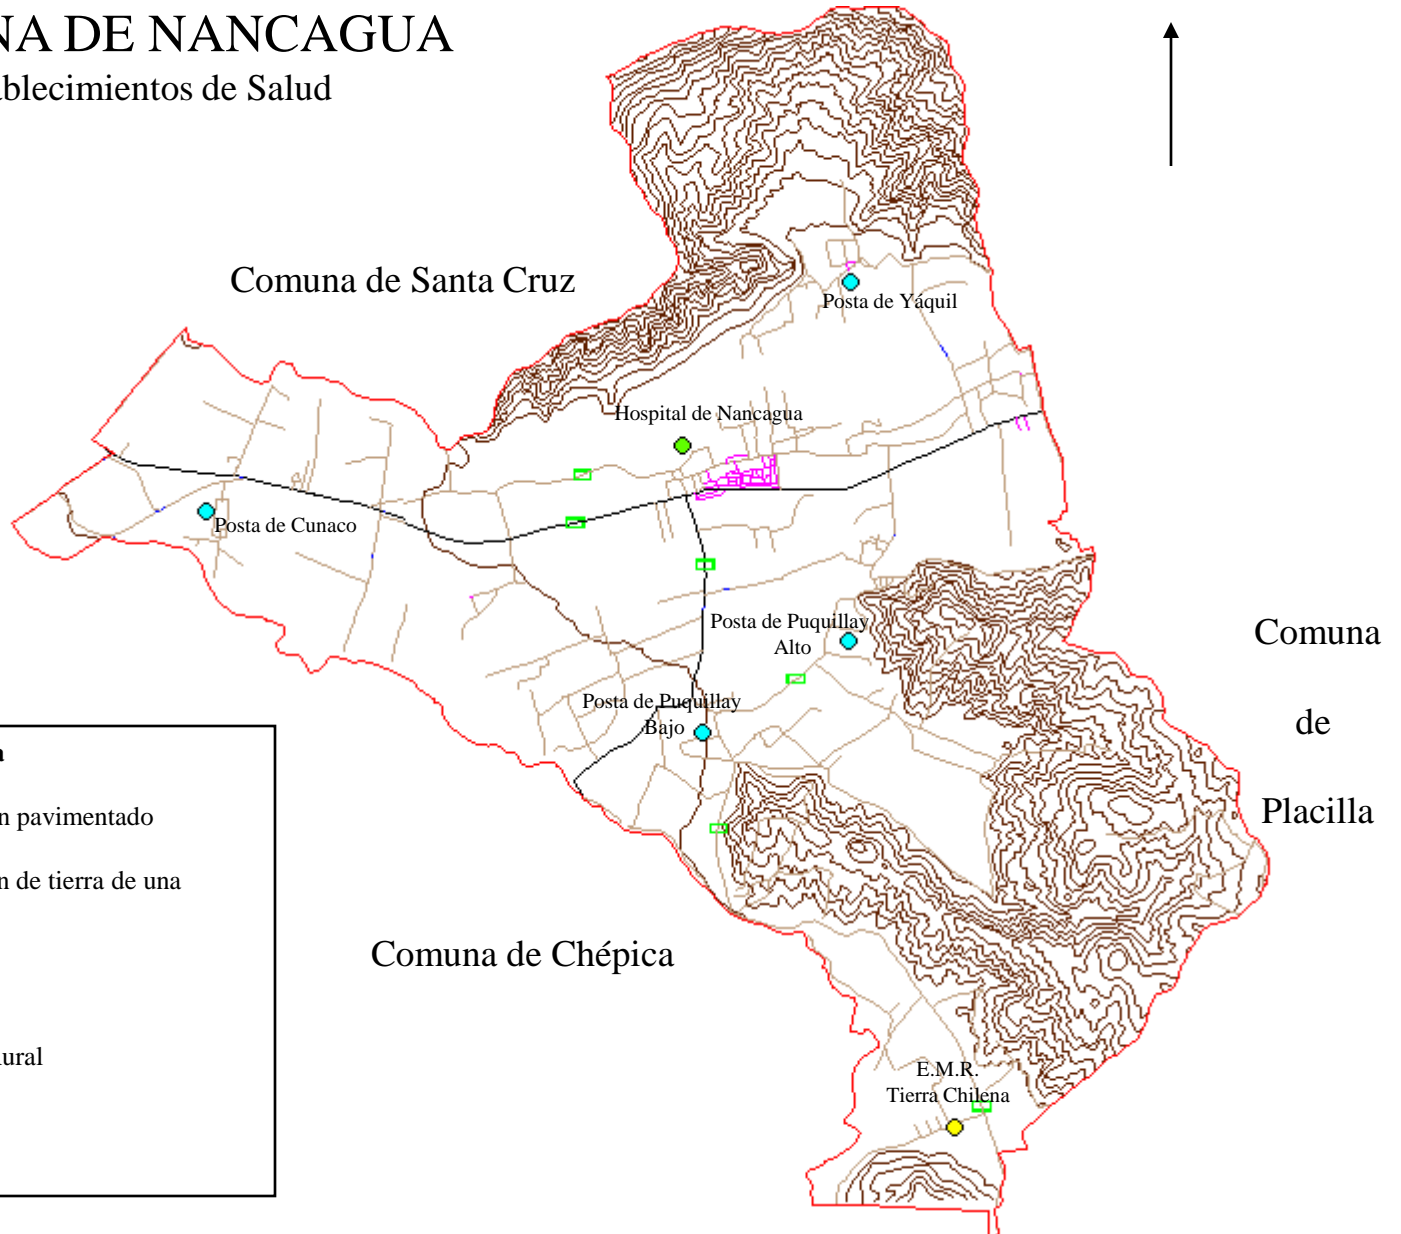 NA DE NANCAGUA
ablecimientos de Salud
Comuna de Santa Cruz
Posta de Yáquil
Hospital de Nancagua
Posta de Cunaco
Posta de Puquillay
Alto
Comuna
de
Placilla
Posta de Puquillay
Bajo
a
n pavimentado
n de tierra de una
Comuna de Chépica
ural
E.M.R.
Tierra Chilena